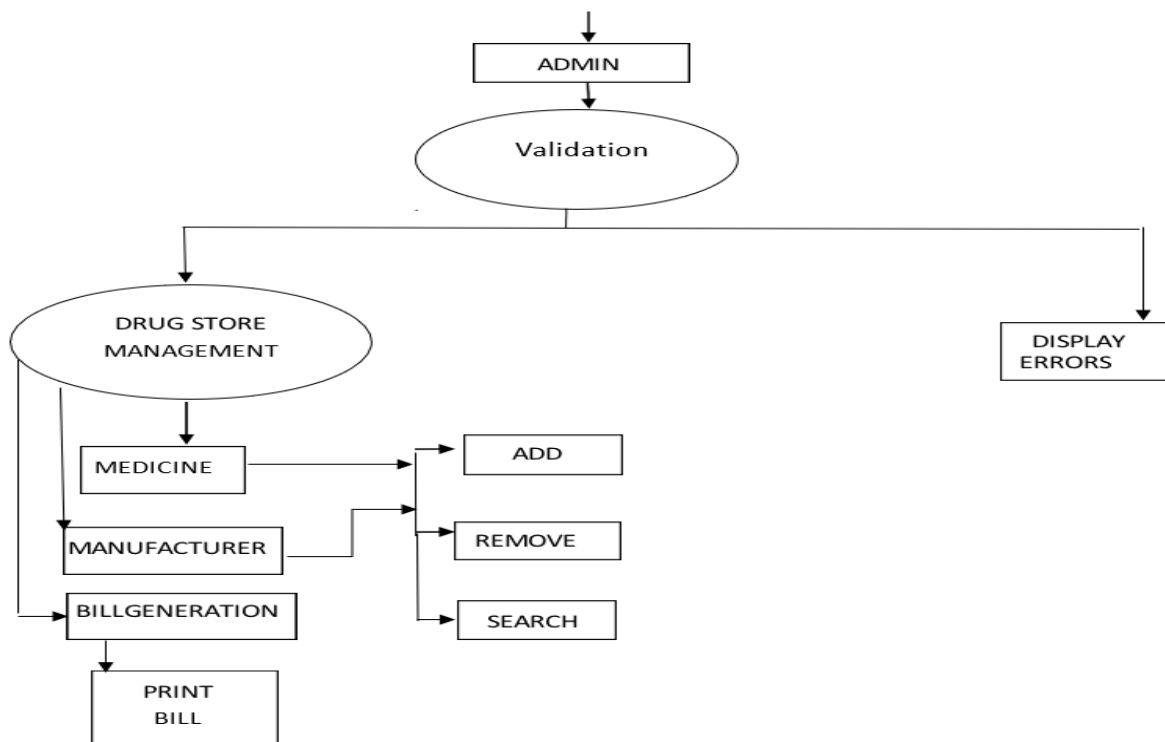 ADMIN
Validation
DRUG STORE
MANAGEMENT
DISPLAY
ERRORS
MEDICINE
ADD
MANUFACTURER
REMOVE
BILLGENERATION
SEARCH
PRINT
BILL